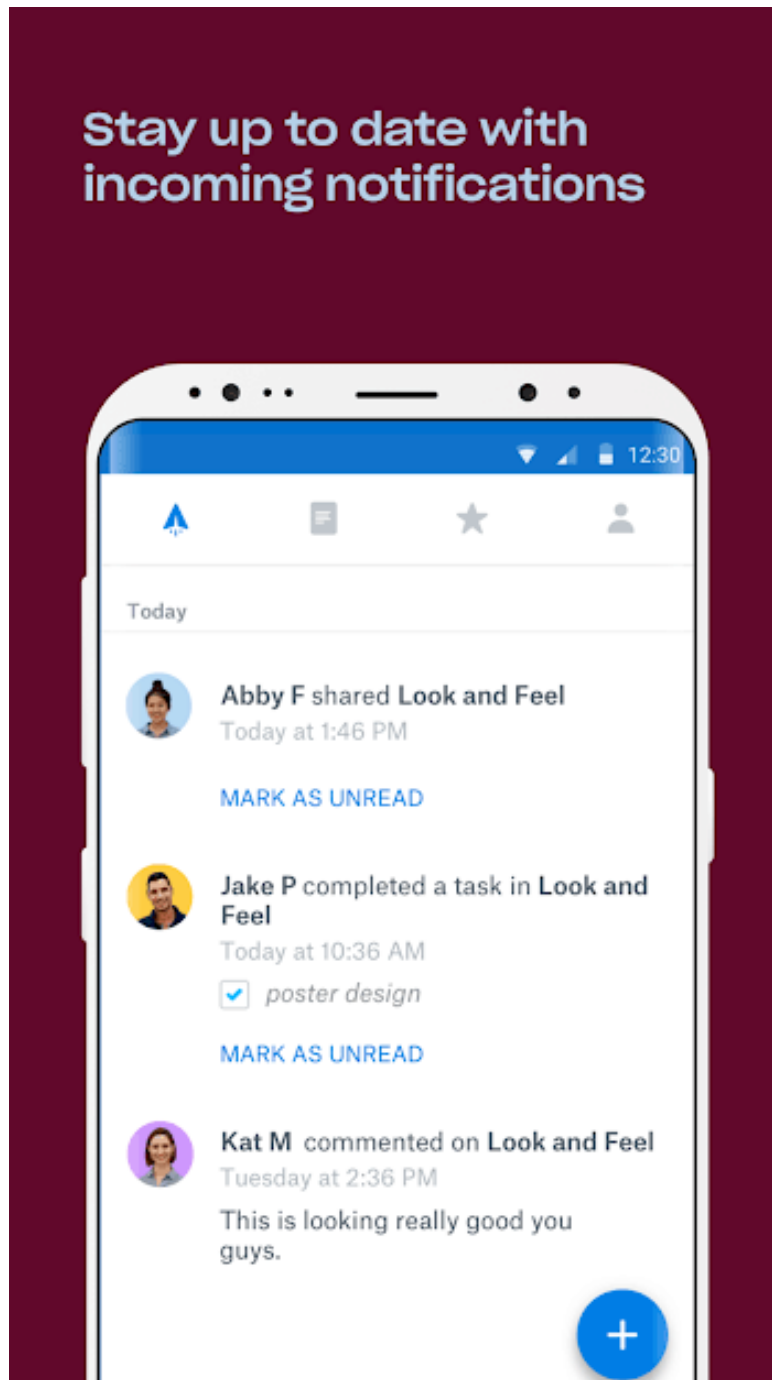 Stay up to date with
incoming notifications
12:30
Today
Abby F shared Look and Feel
Today at 1:46 PM
MARK AS UNREAD
Jake P completed a task in Look and
Feel
Today at 10:36 AM
poster design
MARK AS UNREAD
Kat M commented on Look and Feel
Tuesday at 2:36 PM
This is looking really good you
guys.